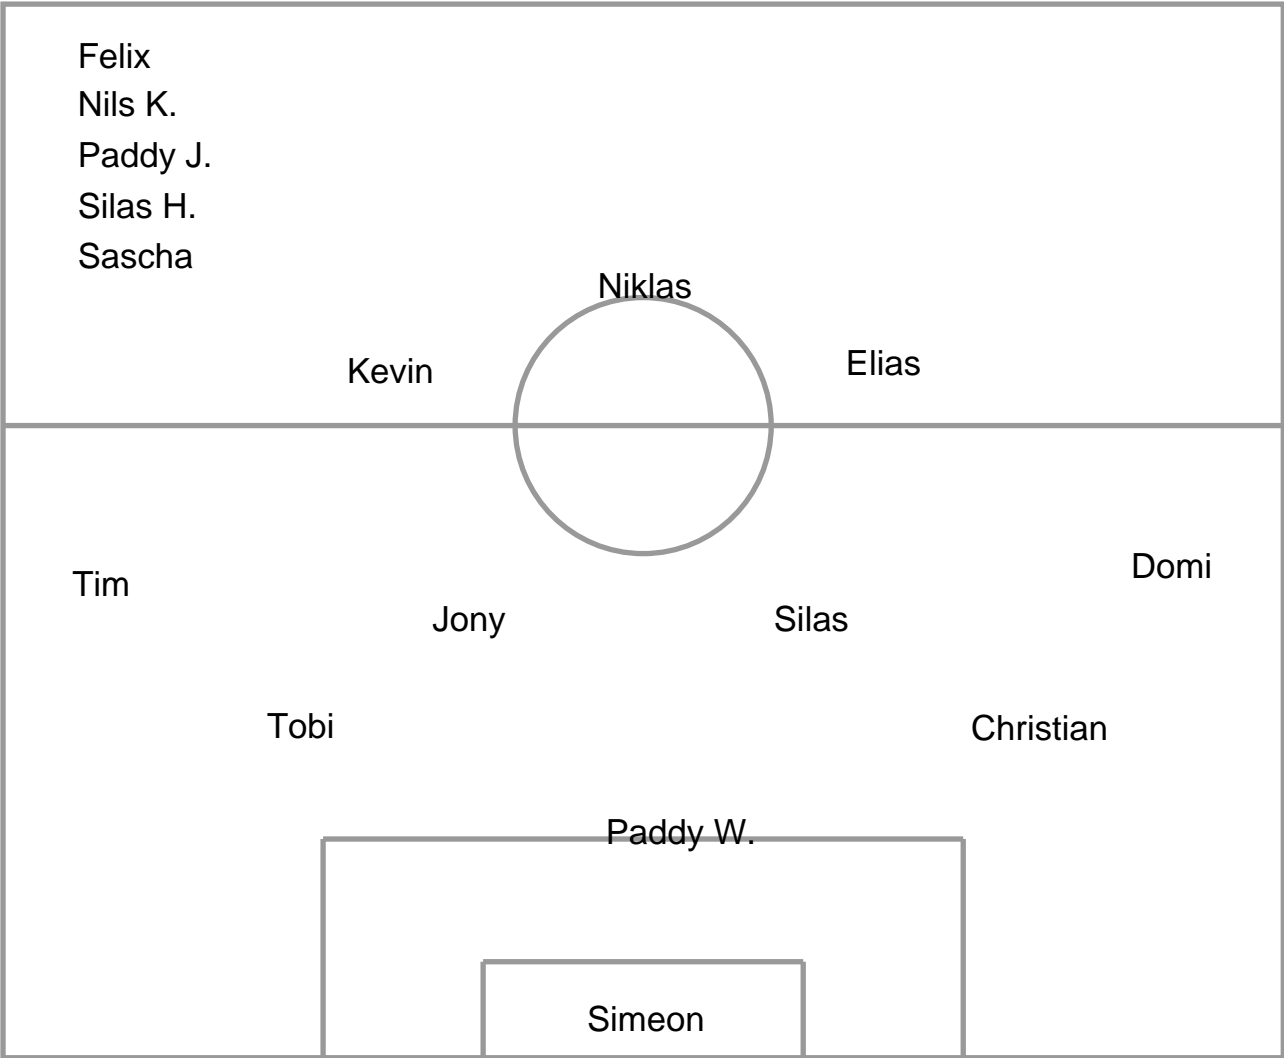 Felix
Nils K.
Paddy J.
Silas H.
Sascha
Niklas
Kevin
Elias
Tim
Domi
Jony
Silas
Tobi
Christian
Paddy W.
Simeon